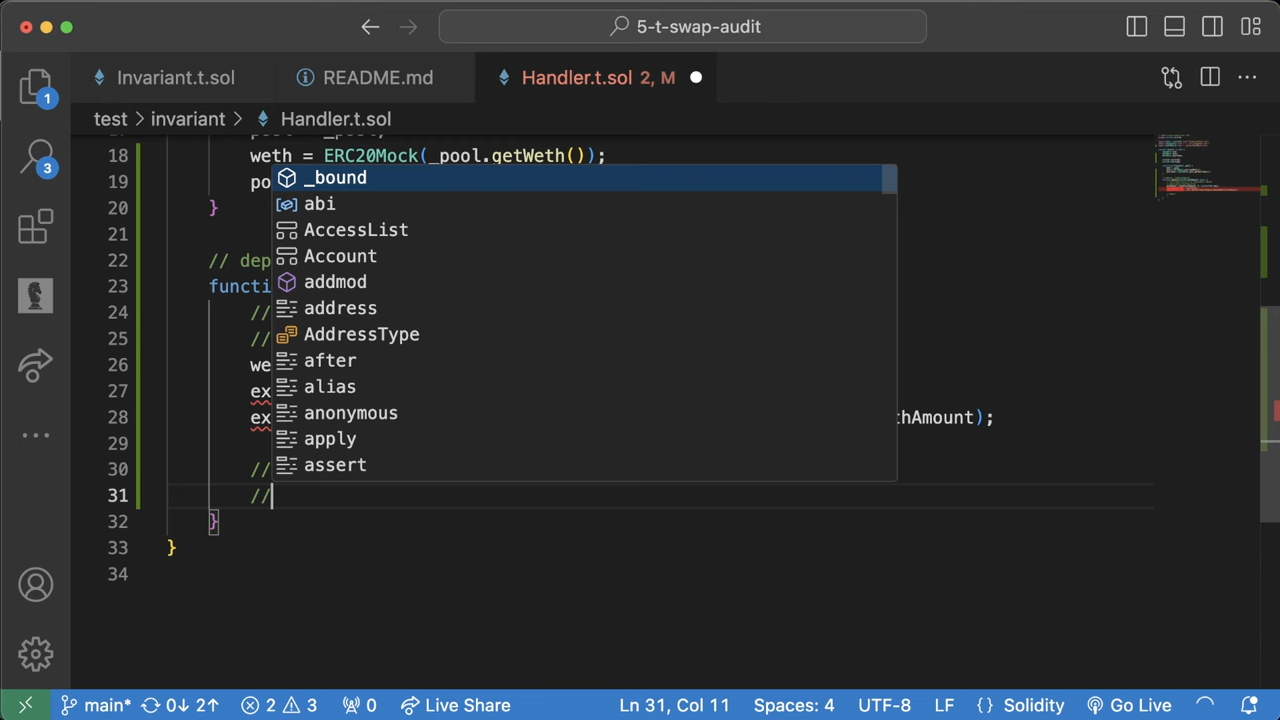 5-t-swap-audit
Invariant.t.sol
README.md
Handler.t.sol 2, M
test > invariant > Handler.t.sol
1
3
18 weth = ERC20Mock(_pool.getWeth());
19 po
20 }
21
22 // dep
23 functi
24 //
25 //
26 we
27 ex
28 ex thAmount);
29
30 //
31 //
32 }
33 }
34
_bound
abi
AccessList
Account
addmod
address
AddressType
after
alias
anonymous
apply
assert
main* 0↓ 2↑ 2 3 0 Live Share Ln 31, Col 11 Spaces: 4 UTF-8 LF {} Solidity Go Live